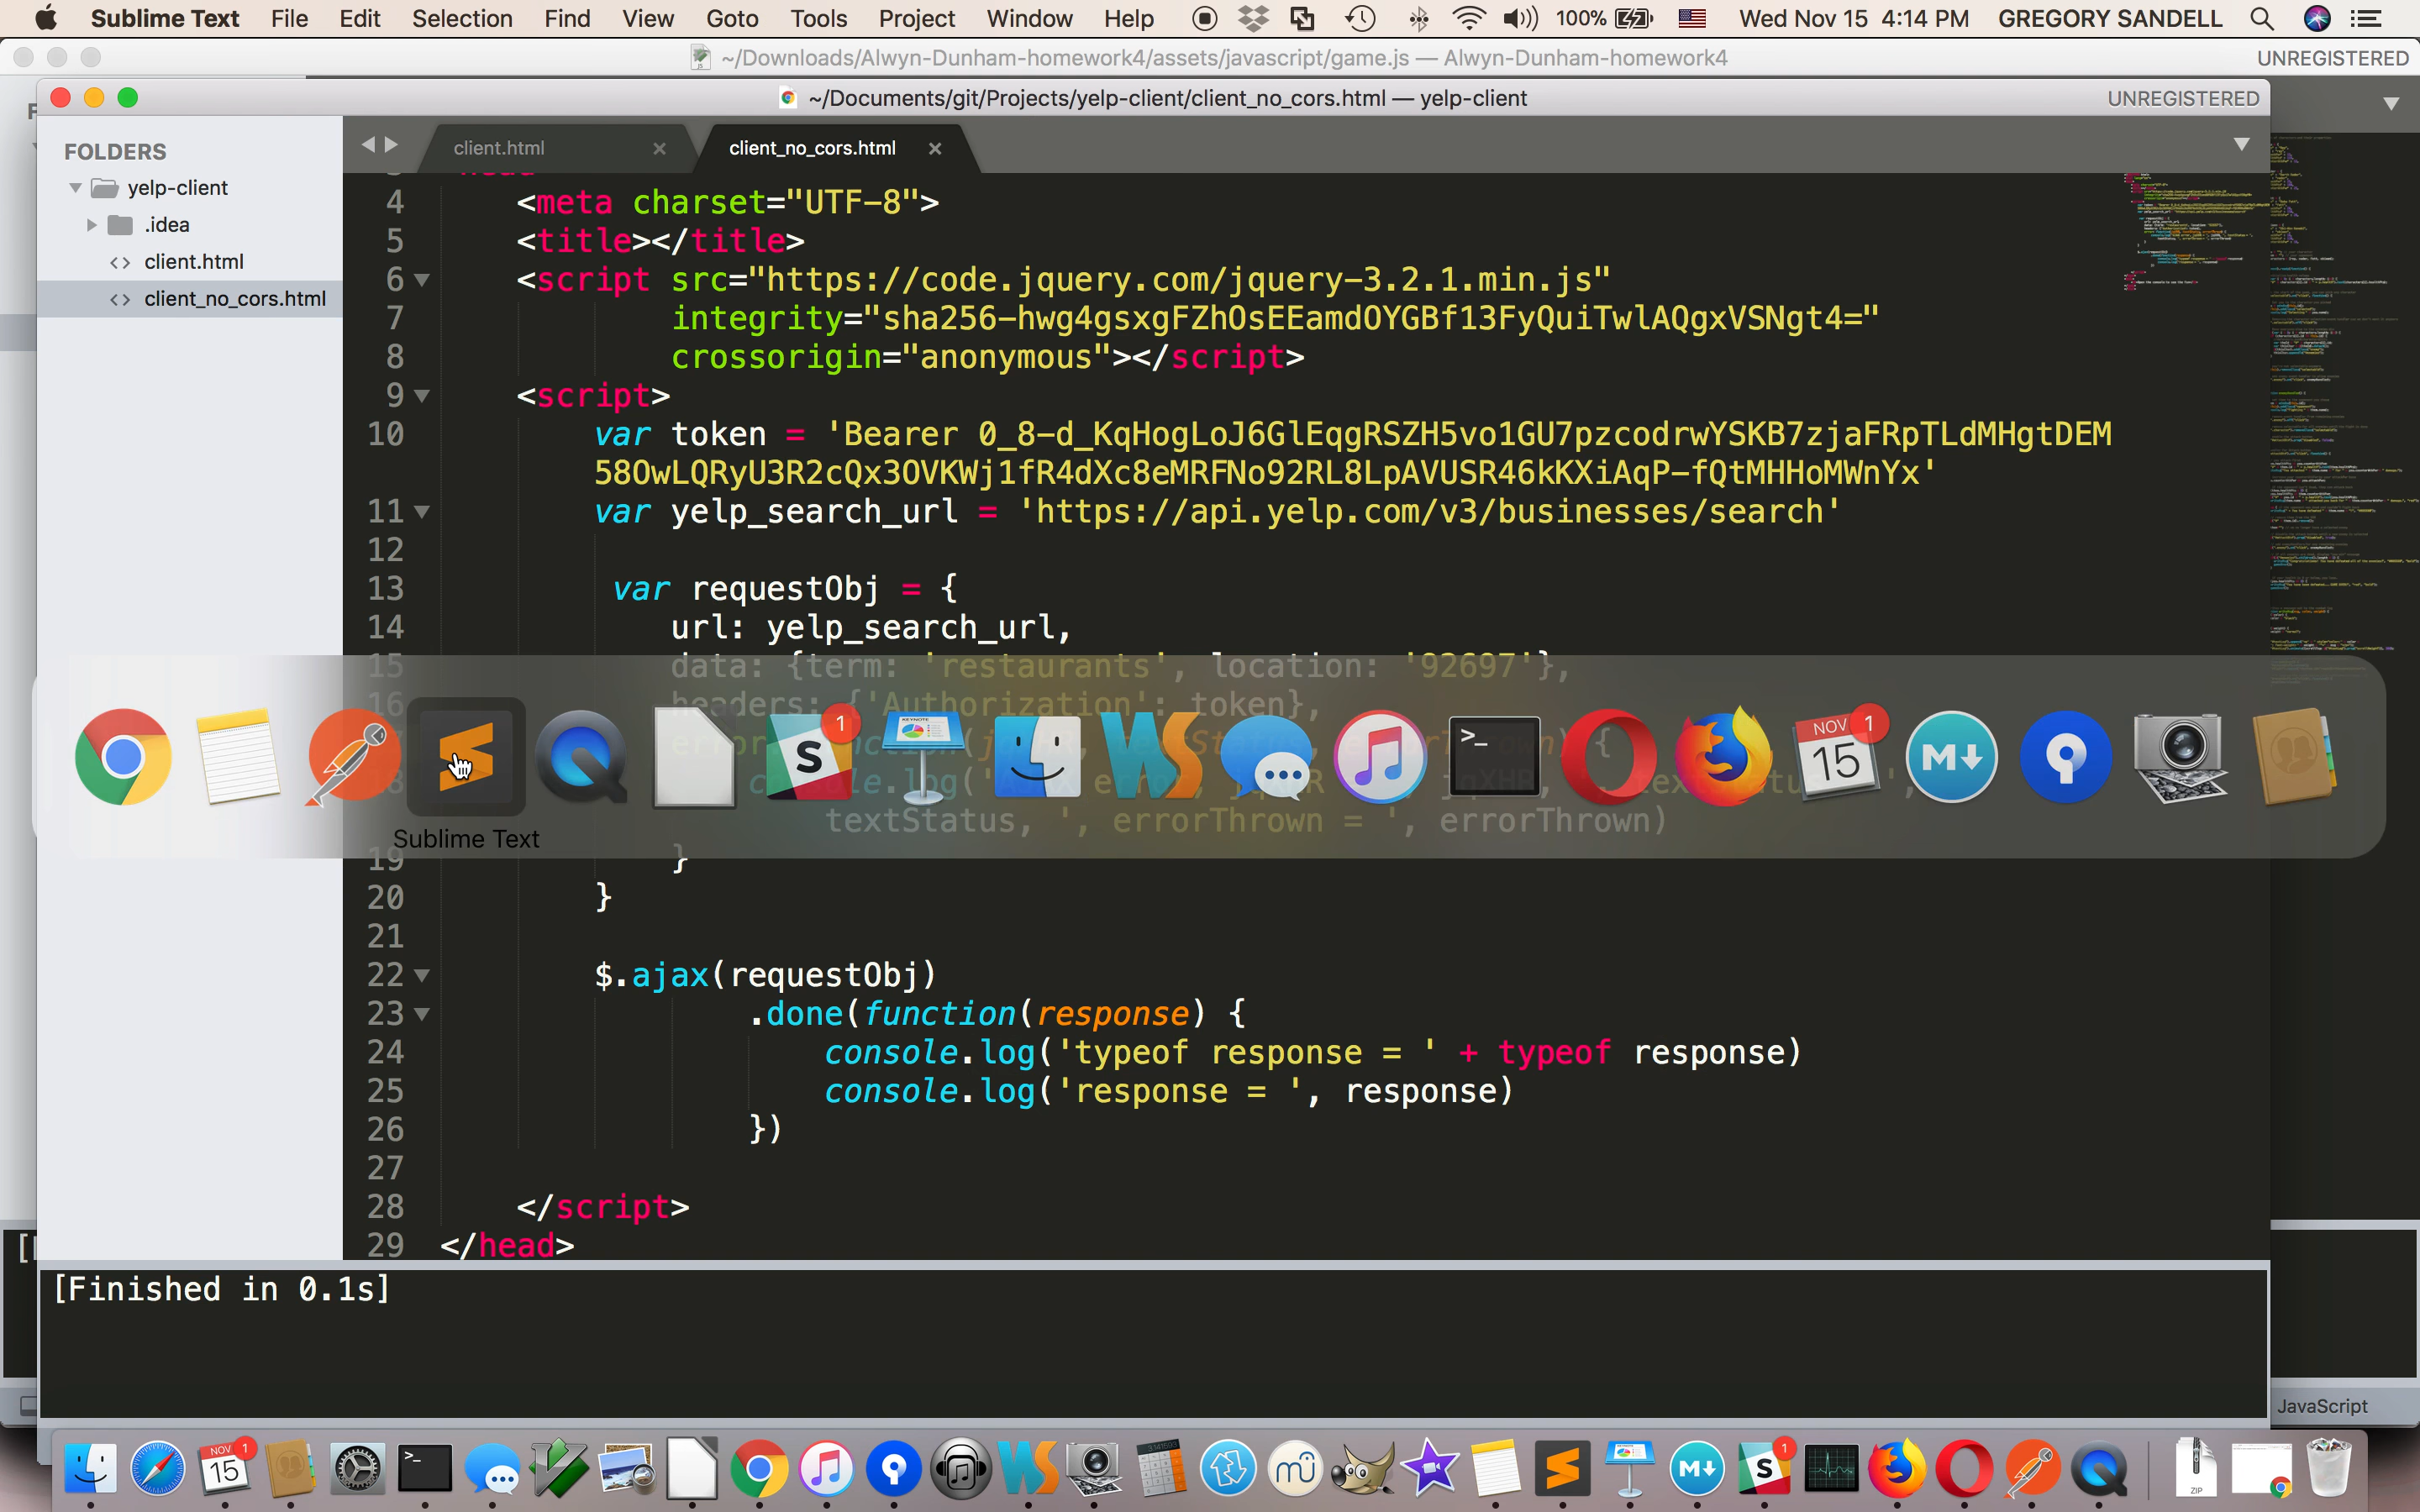 Sublime Text File Edit Selection Find View Goto Tools Project Window Help 100% Wed Nov 15 4:14 PM GREGORY SANDELL
~/Downloads/Alwyn-Dunham-homework4/assets/javascript/game.js — Alwyn-Dunham-homework4 UNREGISTERED
~/Documents/git/Projects/yelp-client/client_no_cors.html — yelp-client UNREGISTERED
FOLDERS
yelp-client
.idea
client.html
client_no_cors.html
client.html client_no_cors.html
4 <meta charset="UTF-8">
5 <title></title>
6 <script src="https://code.jquery.com/jquery-3.2.1.min.js"
7 integrity="sha256-hwg4gsxgFZhOsEEamdOYGBf13FyQuiTwlAQgxVSNgt4="
8 crossorigin="anonymous"></script>
9 <script>
10 var token = 'Bearer 0_8-d_KqHogLoJ6GlEqgRSZH5vo1GU7pzcodrwYSKB7zjaFRpTLdMHgtDEM
58OwLQRyU3R2cQx3OVKWj1fR4dXc8eMRFNo92RL8LpAVUSR46kKXiAqP-fQtMHHoMWnYx'
11 var yelp_search_url = 'https://api.yelp.com/v3/businesses/search'
12
13 var requestObj = {
14 url: yelp_search_url,
15 data: {term: 'restaurants', location: '92697'},
16 headers: {'Authorization': token},
textStatus, ', errorThrown = ', errorThrown)
Sublime Text
19 }
20 }
21
22 $.ajax(requestObj)
23 .done(function(response) {
24 console.log('typeof response = ' + typeof response)
25 console.log('response = ', response)
26 })
27
28 </script>
29 </head>
[Finished in 0.1s]
JavaScript